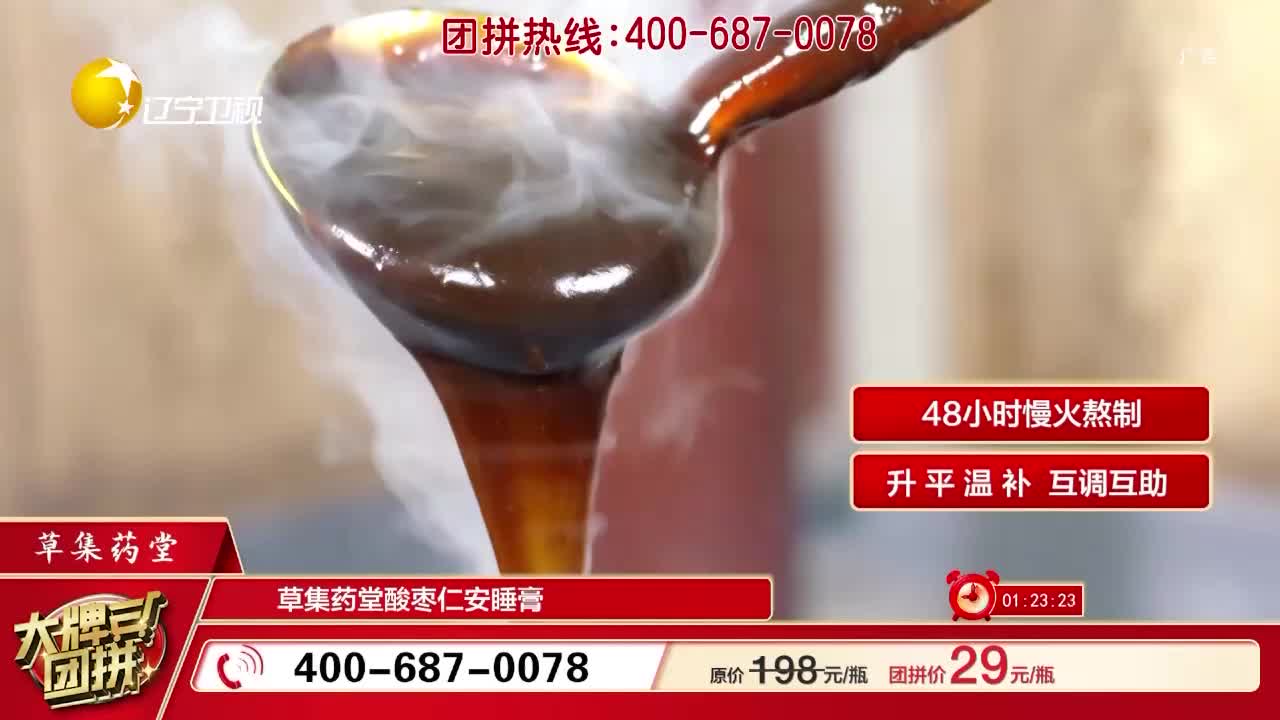 团拼热线:400-687-0078
广告
辽宁卫视
48小时慢火熬制
升平温补 互调互助
草集药堂
草集药堂酸枣仁安睡膏
01:23:23
大牌云团拼
400-687-0078
原价198元/瓶 团拼价29元/瓶